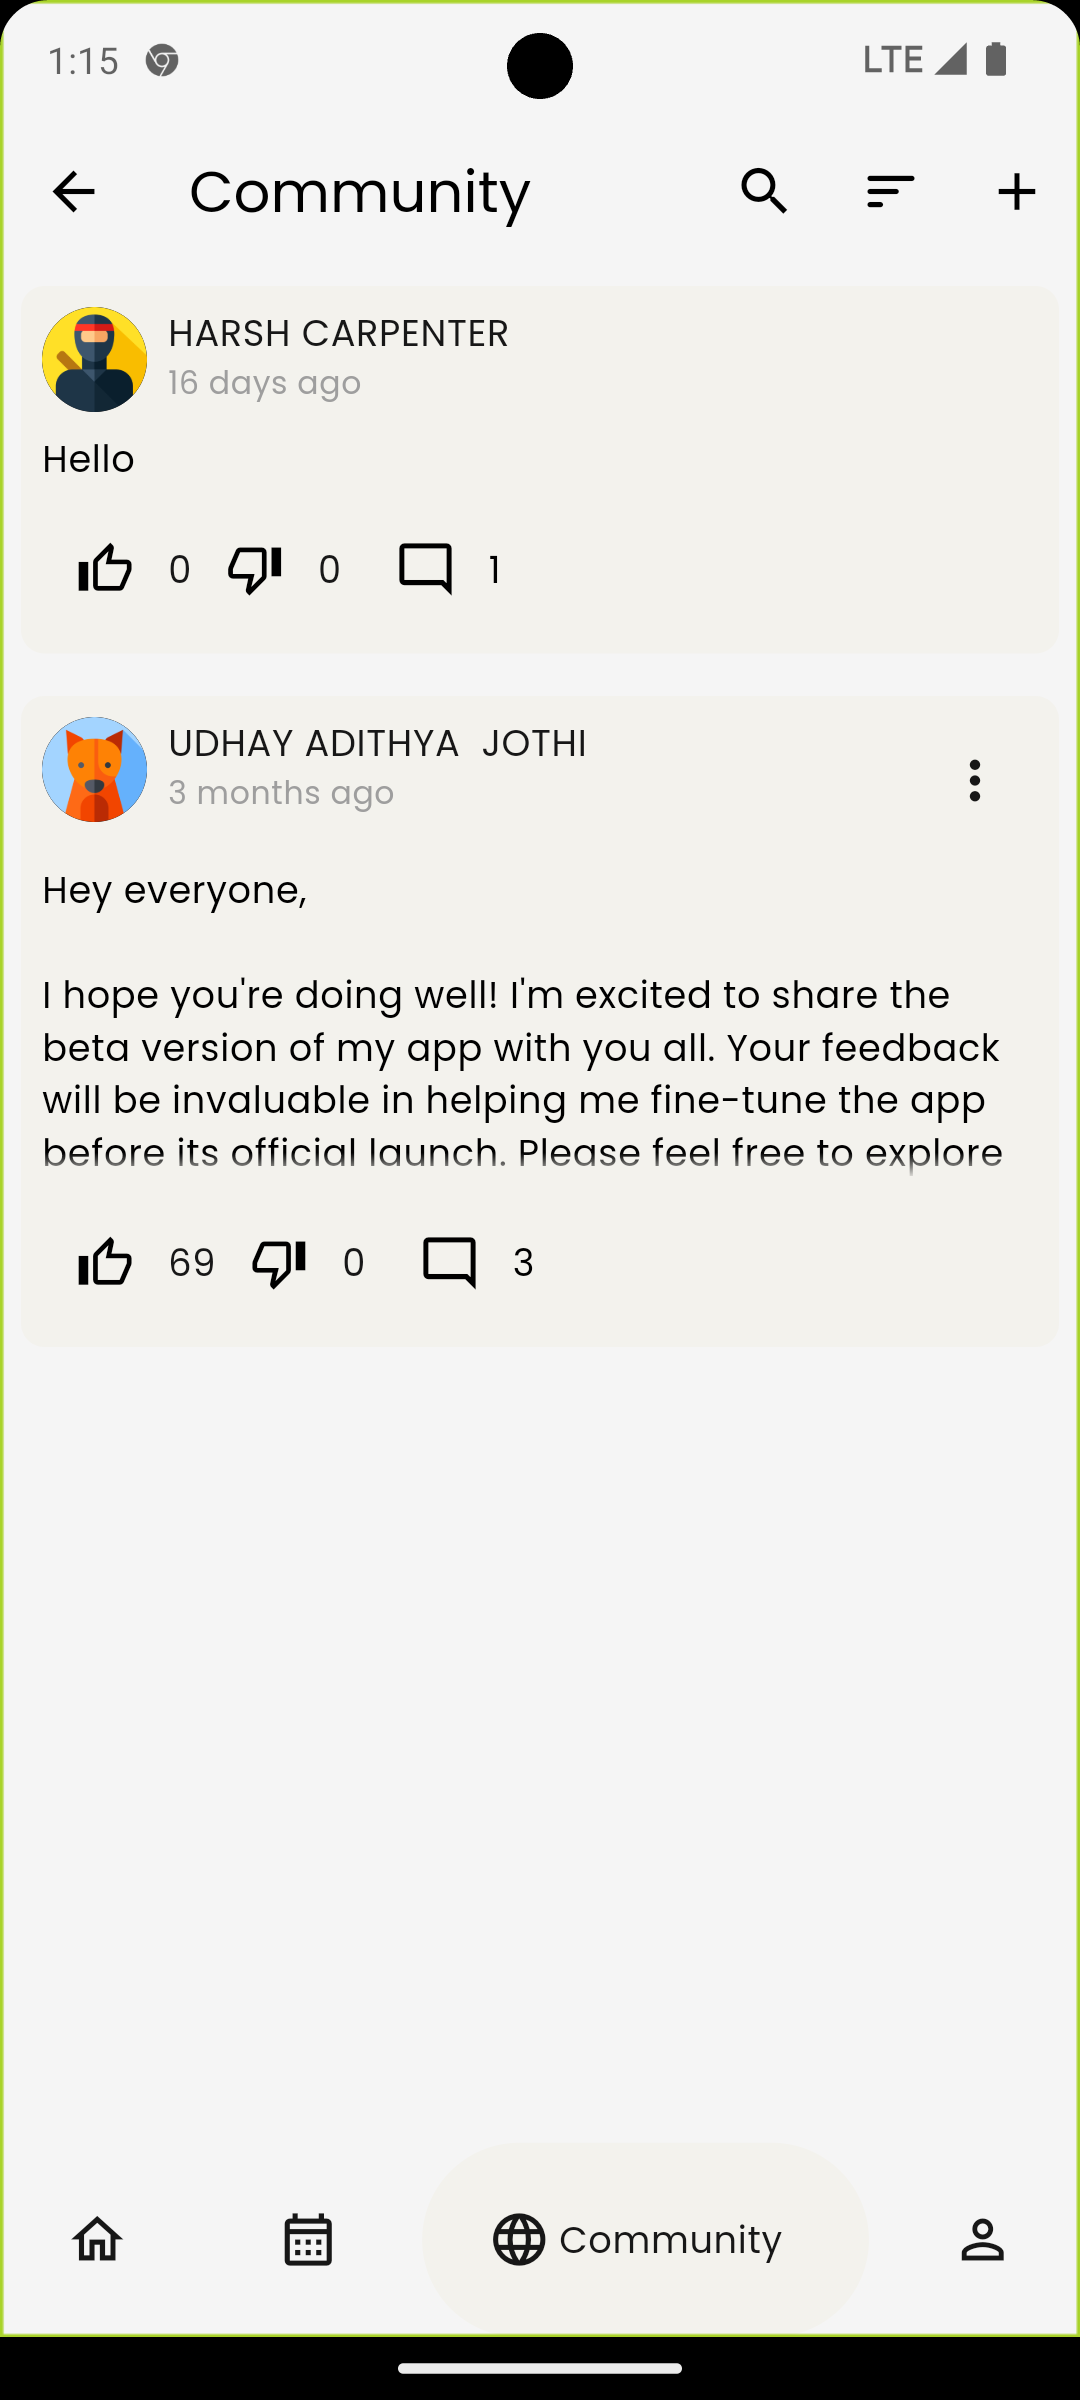 1:15
LTE
Community
HARSH CARPENTER
16 days ago
Hello
0 0 1
UDHAY ADITHYA  JOTHI
3 months ago
Hey everyone,
I hope you're doing well! I'm excited to share the
beta version of my app with you all. Your feedback
will be invaluable in helping me fine-tune the app
before its official launch. Please feel free to explore
69 0 3
Community